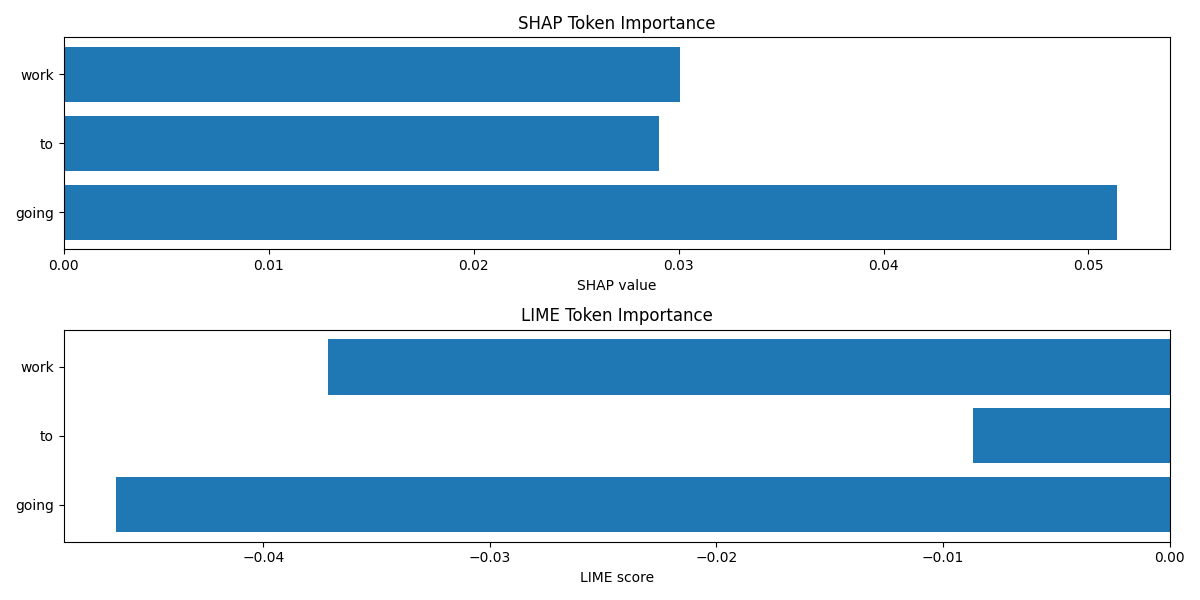 SHAP Token Importance
work
to
going
0.00 0.01 0.02 0.03 0.04 0.05
SHAP value
LIME Token Importance
work
to
going
−0.04 −0.03 −0.02 −0.01 0.00
LIME score